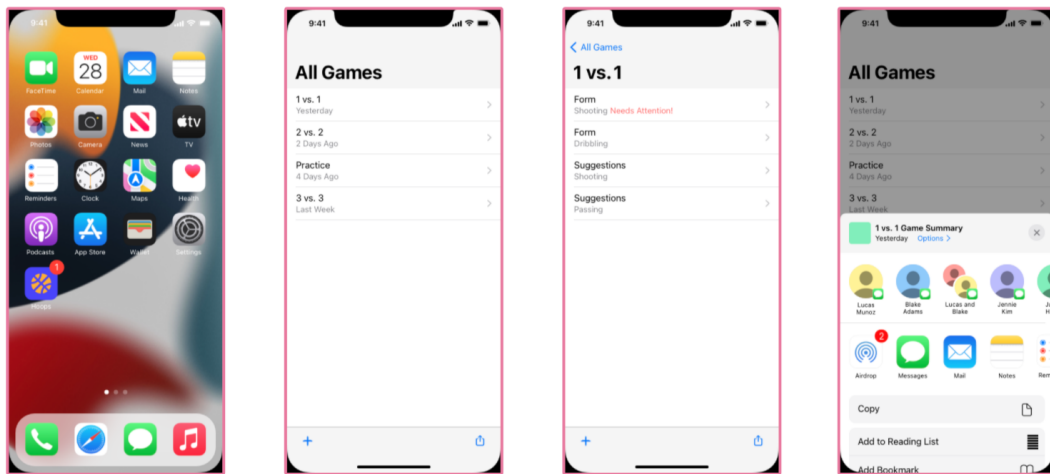 9:41
FaceTime
WED
28
Calendar
Mail
Notes
Photos
Camera
News
tv
TV
Reminders
Clock
Maps
Health
Podcasts
App Store
Wallet
Settings
1
Hoops
9:41
All Games
1 vs. 1
Yesterday
2 vs. 2
2 Days Ago
Practice
4 Days Ago
3 vs. 3
Last Week
9:41
All Games
1 vs. 1
Form
Shooting Needs Attention!
Form
Dribbling
Suggestions
Shooting
Suggestions
Passing
9:41
All Games
1 vs. 1
Yesterday
2 vs. 2
2 Days Ago
Practice
4 Days Ago
3 vs. 3
Last Week
1 vs. 1 Game Summary
Yesterday Options
Lucas
Munoz
Blake
Adams
Lucas and
Blake
Jennie
Kim
2
Airdrop
Messages
Mail
Notes
Copy
Add to Reading List
Add Bookmark